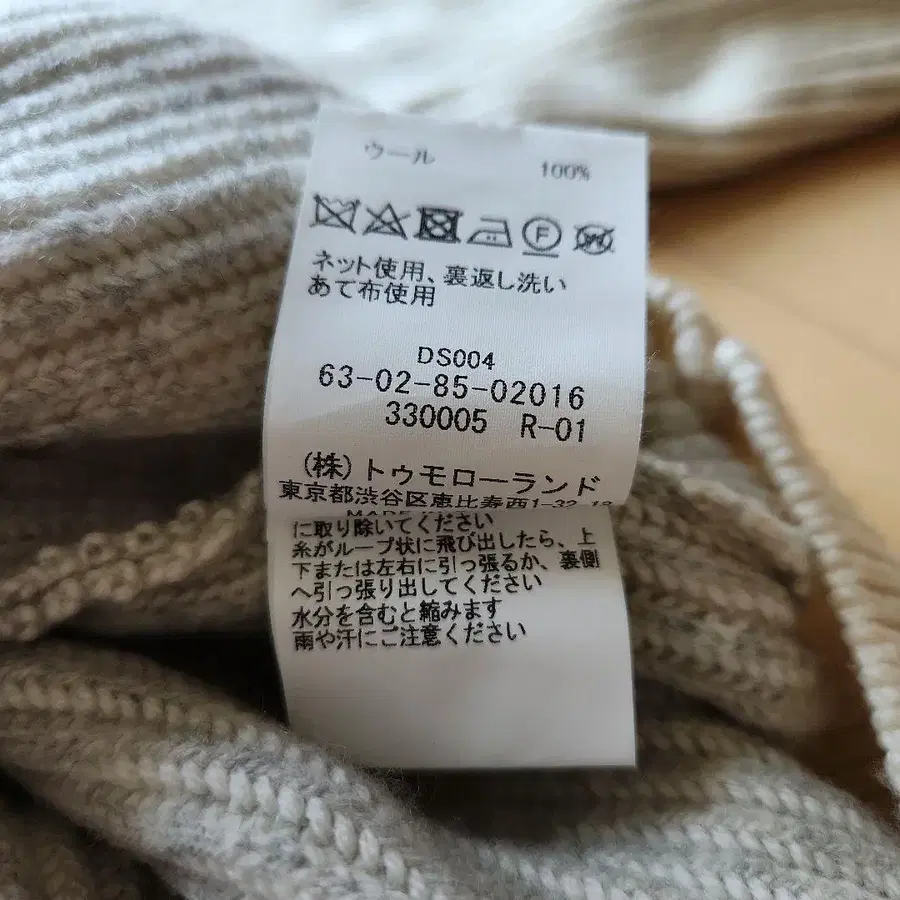 ウール 100%
F W
ネット使用、裏返し洗い
あて布使用
DS004
63-02-85-02016
330005 R-01
(株)トゥモローランド
東京都渋谷区恵比寿西1-32-18
に取り除いてください
糸がループ状に飛び出したら、上
下または左右に引っ張るか、裏側
へ引っ張り出してください
水分を含むと縮みます
雨や汗にご注意ください